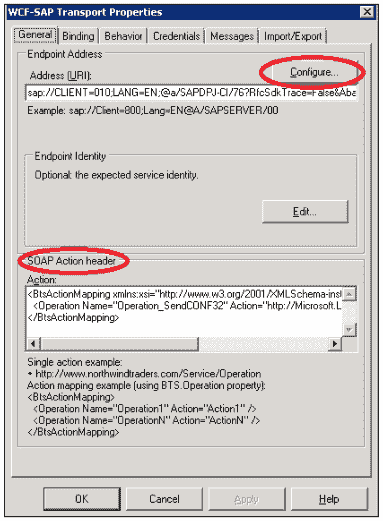 WCF-SAP Transport Properties
General Binding Behavior Credentials Messages Import/Export
Endpoint Address
Address (URI):
Configure...
sap://CLIENT=010;LANG=EN;@a/SAPDPJ-CI/76?RfcSdkTrace=False&Aba
Example: sap://Client=800;Lang=EN@A/SAPSERVER/00
Endpoint Identity
Optional: the expected service identity.
Edit...
SOAP Action header
Action:
<BtsActionMapping xmlns:xsi="http://www.w3.org/2001/XMLSchema-inst
<Operation Name="Operation_SendCONF32" Action="http://Microsoft.L
</BtsActionMapping>
Single action example:
• http://www.northwindtraders.com/Service/Operation
Action mapping example (using BTS.Operation property):
<BtsActionMapping>
<Operation Name="Operation1" Action="Action1" />
<Operation Name="OperationN" Action="ActionN" />
</BtsActionMapping>
OK Cancel Apply Help